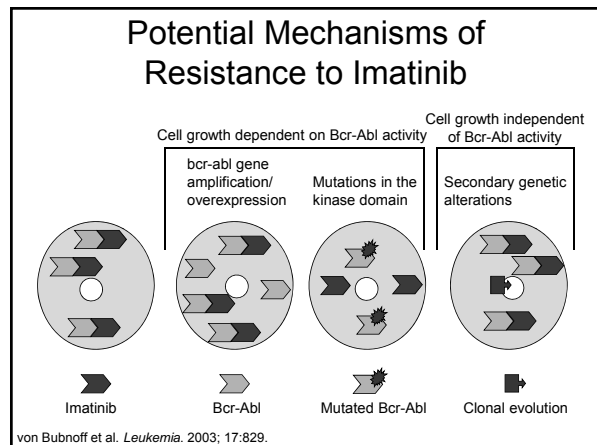 Potential Mechanisms of
Resistance to Imatinib
Cell growth dependent on Bcr-Abl activity
Cell growth independent
of Bcr-Abl activity
bcr-abl gene
amplification/
overexpression
Mutations in the
kinase domain
Secondary genetic
alterations
Imatinib
Bcr-Abl
Mutated Bcr-Abl
Clonal evolution
von Bubnoff et al. Leukemia. 2003; 17:829.